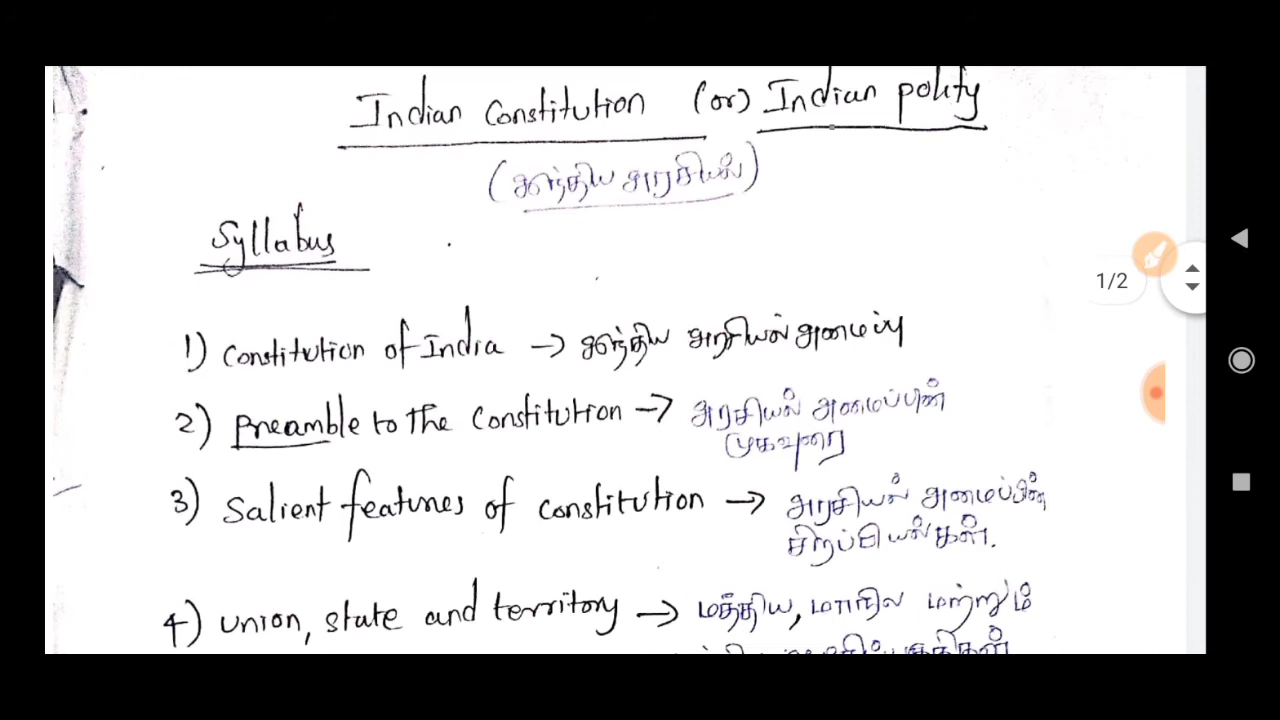 Indian Constitution (or) Indian polity
(இந்திய அரசியல்)
Syllabus
1) Constitution of India → இந்திய அரசியல் அமைப்பு
2) Preamble to the Constitution → அரசியல் அமைப்பின்
முகவுரை
3) Salient features of constitution → அரசியல் அமைப்பின்
சிறப்பியல்கள்.
4) union, state and territory → மத்திய, மாநில மற்றும்
1/2